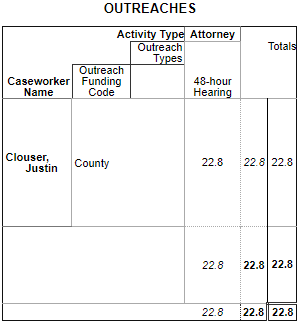 OUTREACHES
Activity Type Attorney
Outreach Types Totals
Caseworker Name Outreach Funding Code 48-hour Hearing
Clouser, Justin County 22.8 22.8 22.8
22.8 22.8 22.8
22.8 22.8 22.8